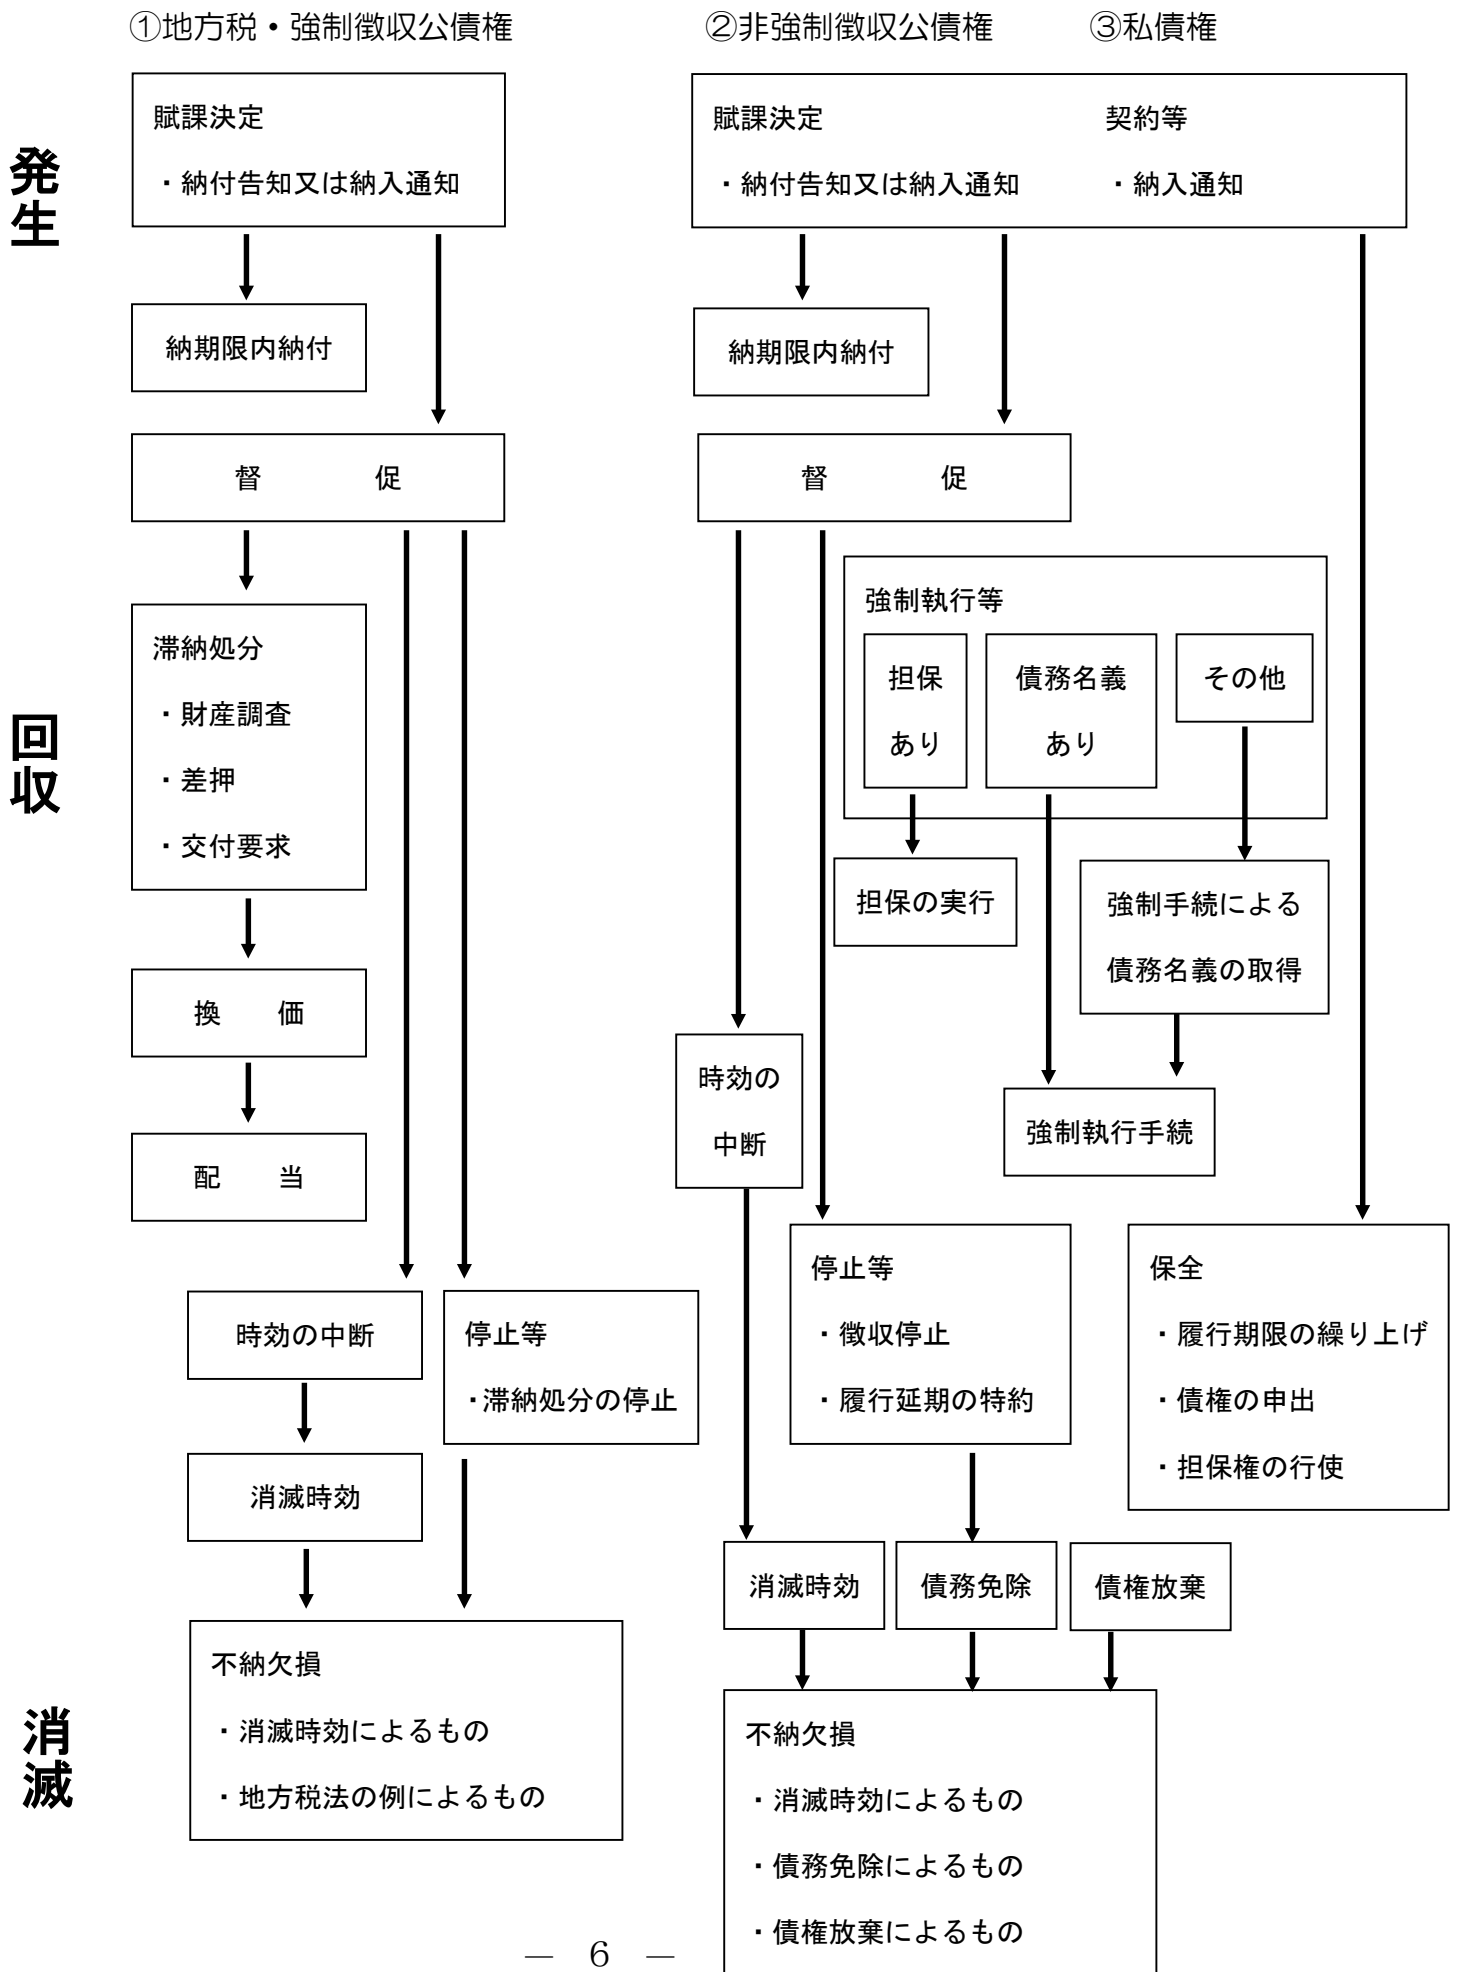 ①地方税・強制徴収公債権
②非強制徴収公債権
③私債権
発生
賦課決定
・納付告知又は納入通知
納期限内納付
督　　促
回収
滞納処分
・財産調査
・差押
・交付要求
換　価
配　当
時効の中断
停止等
・滞納処分の停止
消滅時効
消滅
不納欠損
・消滅時効によるもの
・地方税法の例によるもの
賦課決定
・納付告知又は納入通知
契約等
・納入通知
納期限内納付
督　　促
強制執行等
担保
あり
債務名義
あり
その他
担保の実行
強制手続による
債務名義の取得
強制執行手続
時効の
中断
停止等
・徴収停止
・履行延期の特約
保全
・履行期限の繰り上げ
・債権の申出
・担保権の行使
消滅時効
債務免除
債権放棄
不納欠損
・消滅時効によるもの
・債務免除によるもの
・債権放棄によるもの
― 6 ―